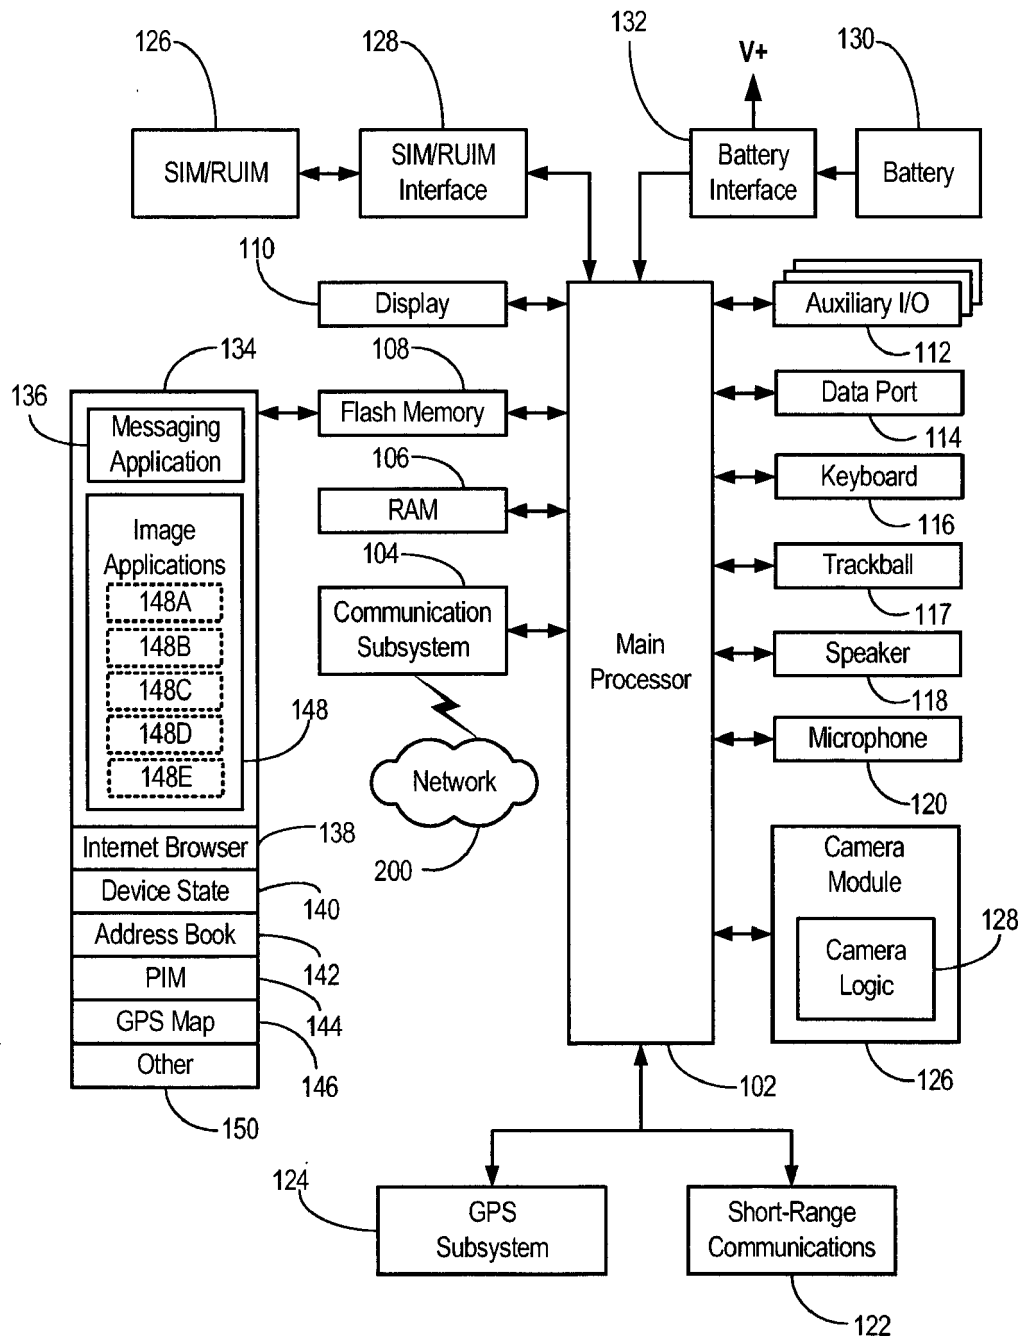 126
128
132
V+
130
SIM/RUIM
SIM/RUIM
Interface
Battery
Interface
Battery
110
Display
Auxiliary I/O
112
134
108
136
Messaging
Application
Flash Memory
Data Port
114
106
RAM
Keyboard
116
Image
Applications
148A
148B
148C
148D
148E
148
104
Communication
Subsystem
Main
Processor
Trackball
117
Speaker
118
Network
200
Microphone
120
Internet Browser
138
Device State
140
Address Book
142
PIM
144
GPS Map
146
Other
150
Camera
Module
Camera
Logic
128
126
102
124
GPS
Subsystem
Short-Range
Communications
122